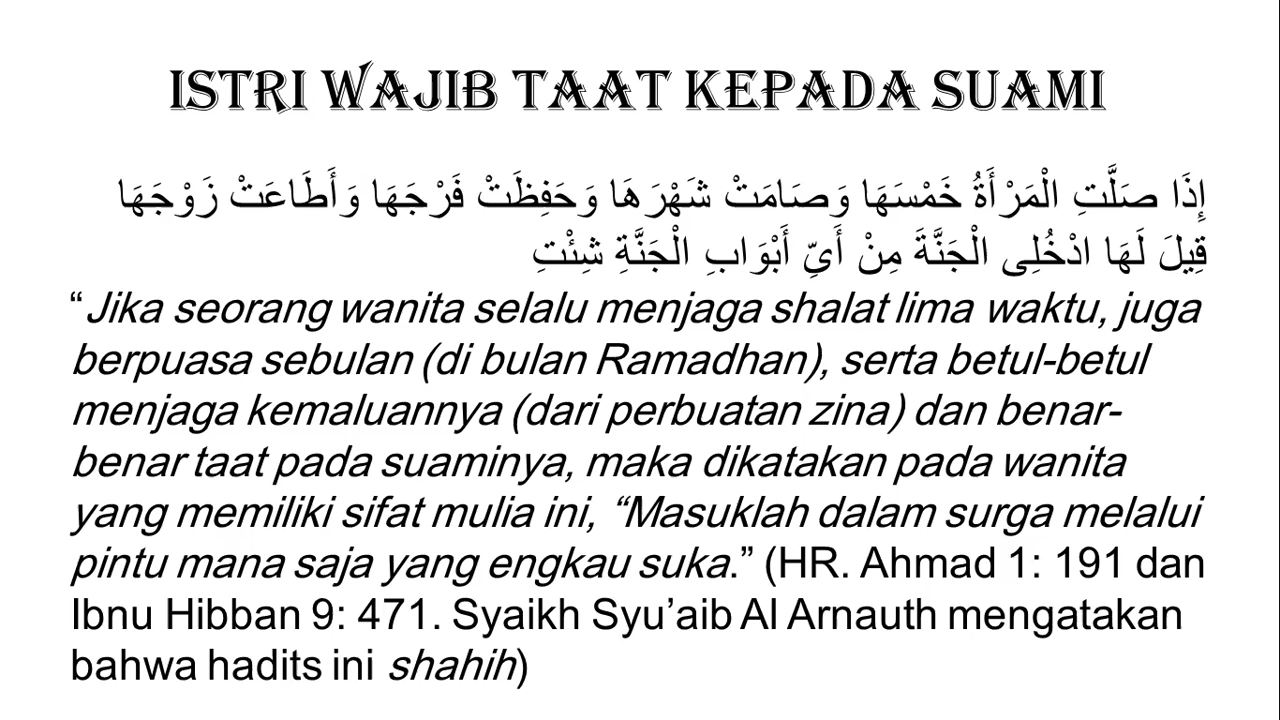 ISTRI WAJIB TAAT KEPADA SUAMI
إِذَا صَلَّتِ الْمَرْأَةُ خَمْسَهَا وَصَامَتْ شَهْرَهَا وَحَفِظَتْ فَرْجَهَا وَأَطَاعَتْ زَوْجَهَا
قِيلَ لَهَا ادْخُلِى الْجَنَّةَ مِنْ أَىِّ أَبْوَابِ الْجَنَّةِ شِئْتِ
“Jika seorang wanita selalu menjaga shalat lima waktu, juga
berpuasa sebulan (di bulan Ramadhan), serta betul-betul
menjaga kemaluannya (dari perbuatan zina) dan benar-
benar taat pada suaminya, maka dikatakan pada wanita
yang memiliki sifat mulia ini, “Masuklah dalam surga melalui
pintu mana saja yang engkau suka.” (HR. Ahmad 1: 191 dan
Ibnu Hibban 9: 471. Syaikh Syu’aib Al Arnauth mengatakan
bahwa hadits ini shahih)